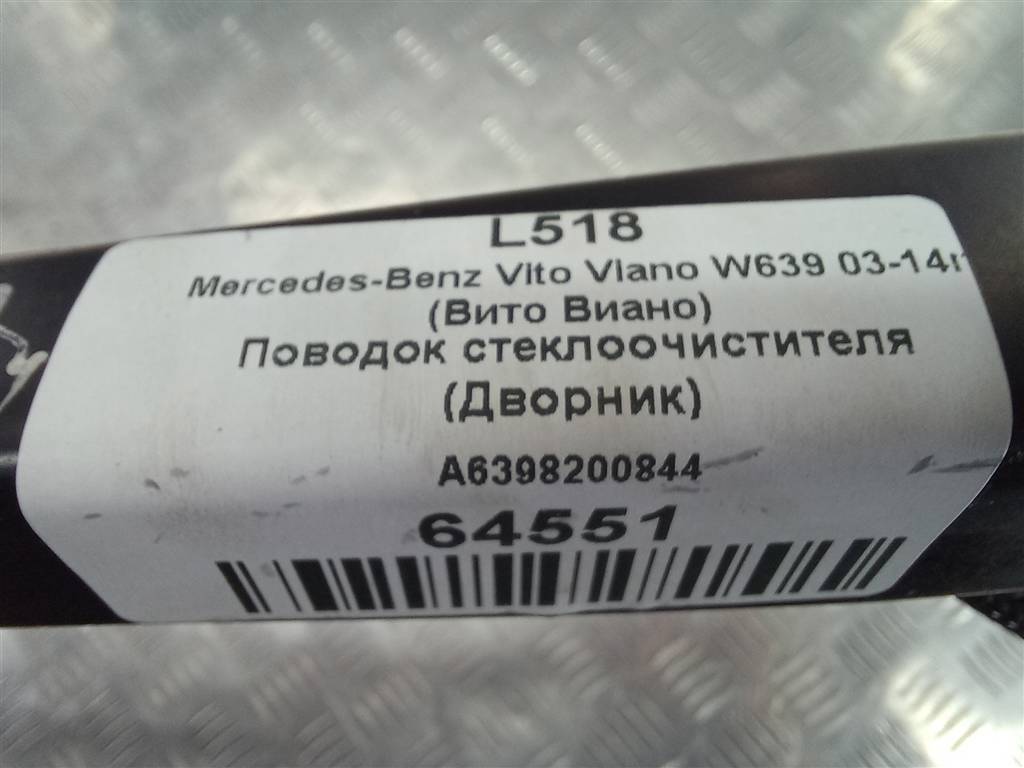 L518
Mercedes-Benz Vito Viano W639 03-14г
(Вито Виано)
Поводок стеклоочистителя
(Дворник)
A6398200844
64551